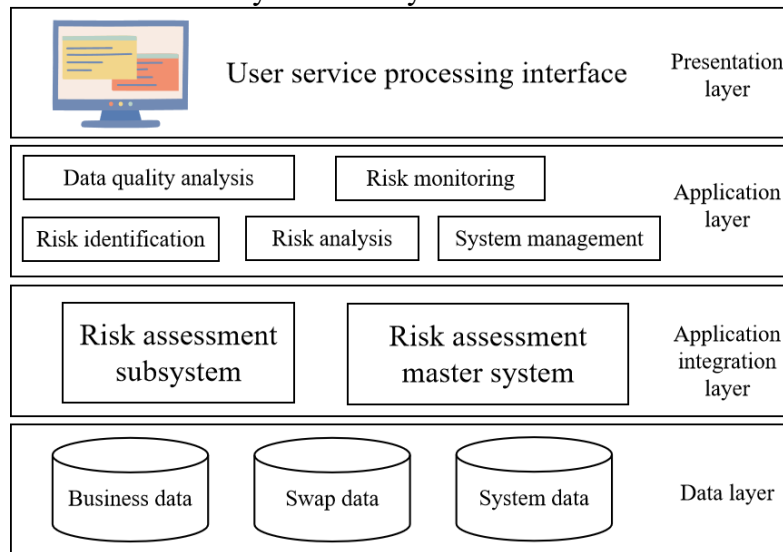 User service processing interface
Presentation
layer
Data quality analysis
Risk monitoring
Risk identification
Risk analysis
System management
Application
layer
Risk assessment
subsystem
Risk assessment
master system
Application
integration
layer
Business data
Swap data
System data
Data layer